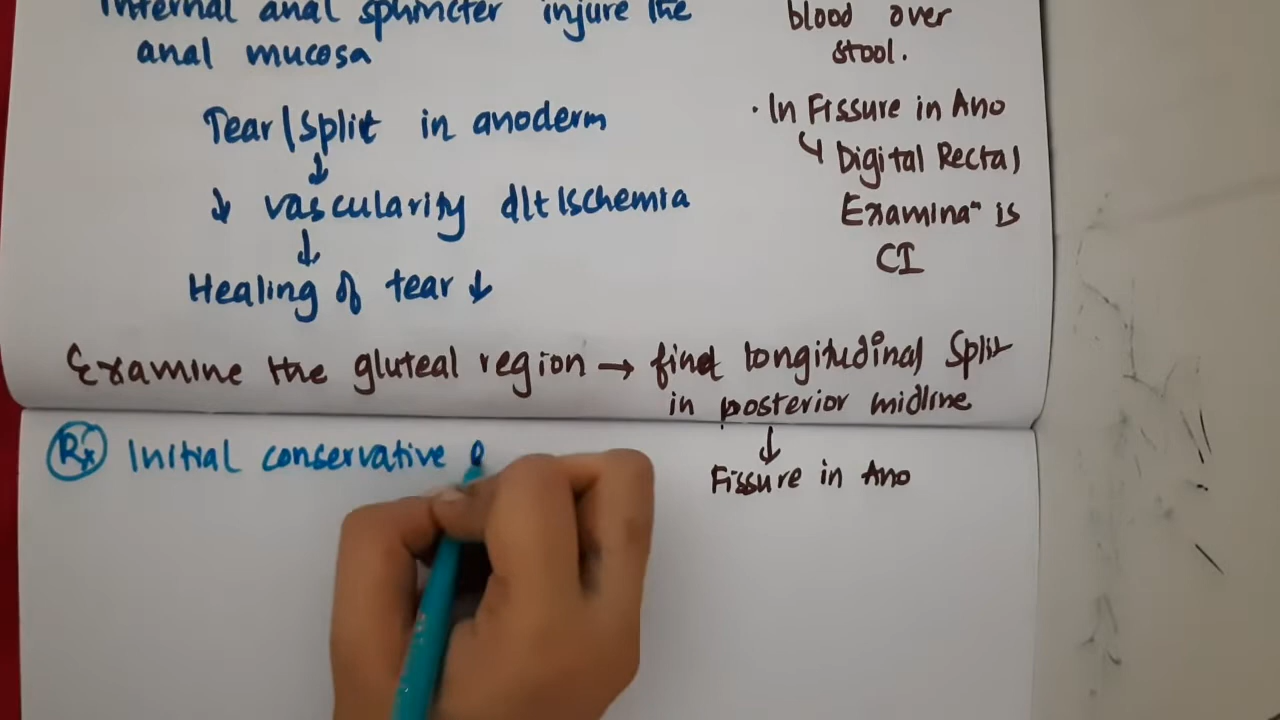 Internal anal sphincter injure the
anal mucosa
Tear/Split in anoderm
↓
↓ vascularity d/t Ischemia
↓
Healing of tear ↓
blood over
stool.
· In Fissure in Ano
↳ Digital Rectal
Examinaⁿ is
CI
Examine the gluteal region → find longitudinal Split
in posterior midline
↓
Fissure in Ano
Rx Initial conservative